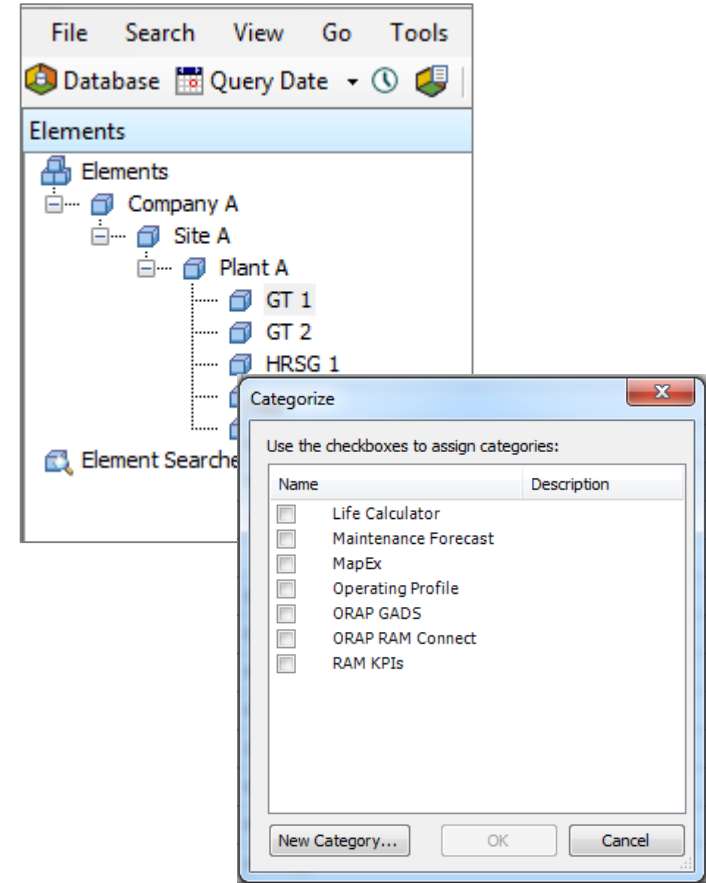 File Search View Go Tools
Database Query Date
Elements
Elements
Company A
Site A
Plant A
GT 1
GT 2
HRSG 1
Element Searche
Categorize
Use the checkboxes to assign categories:
Name Description
Life Calculator
Maintenance Forecast
MapEx
Operating Profile
ORAP GADS
ORAP RAM Connect
RAM KPIs
New Category... OK Cancel